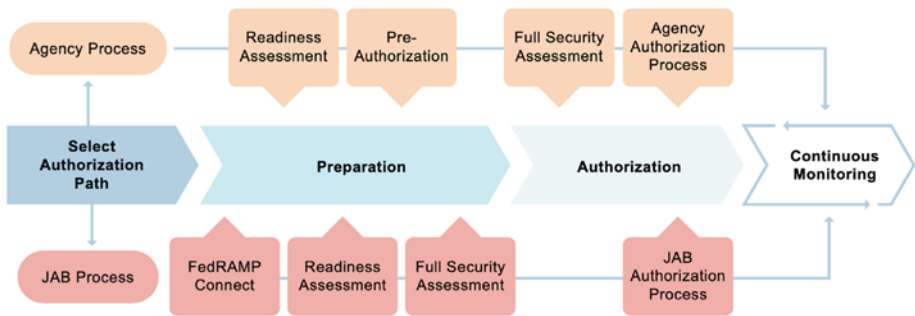 Agency Process
Readiness
Assessment
Pre-
Authorization
Full Security
Assessment
Agency
Authorization
Process
Select
Authorization
Path
Preparation
Authorization
Continuous
Monitoring
JAB Process
FedRAMP
Connect
Readiness
Assessment
Full Security
Assessment
JAB
Authorization
Process